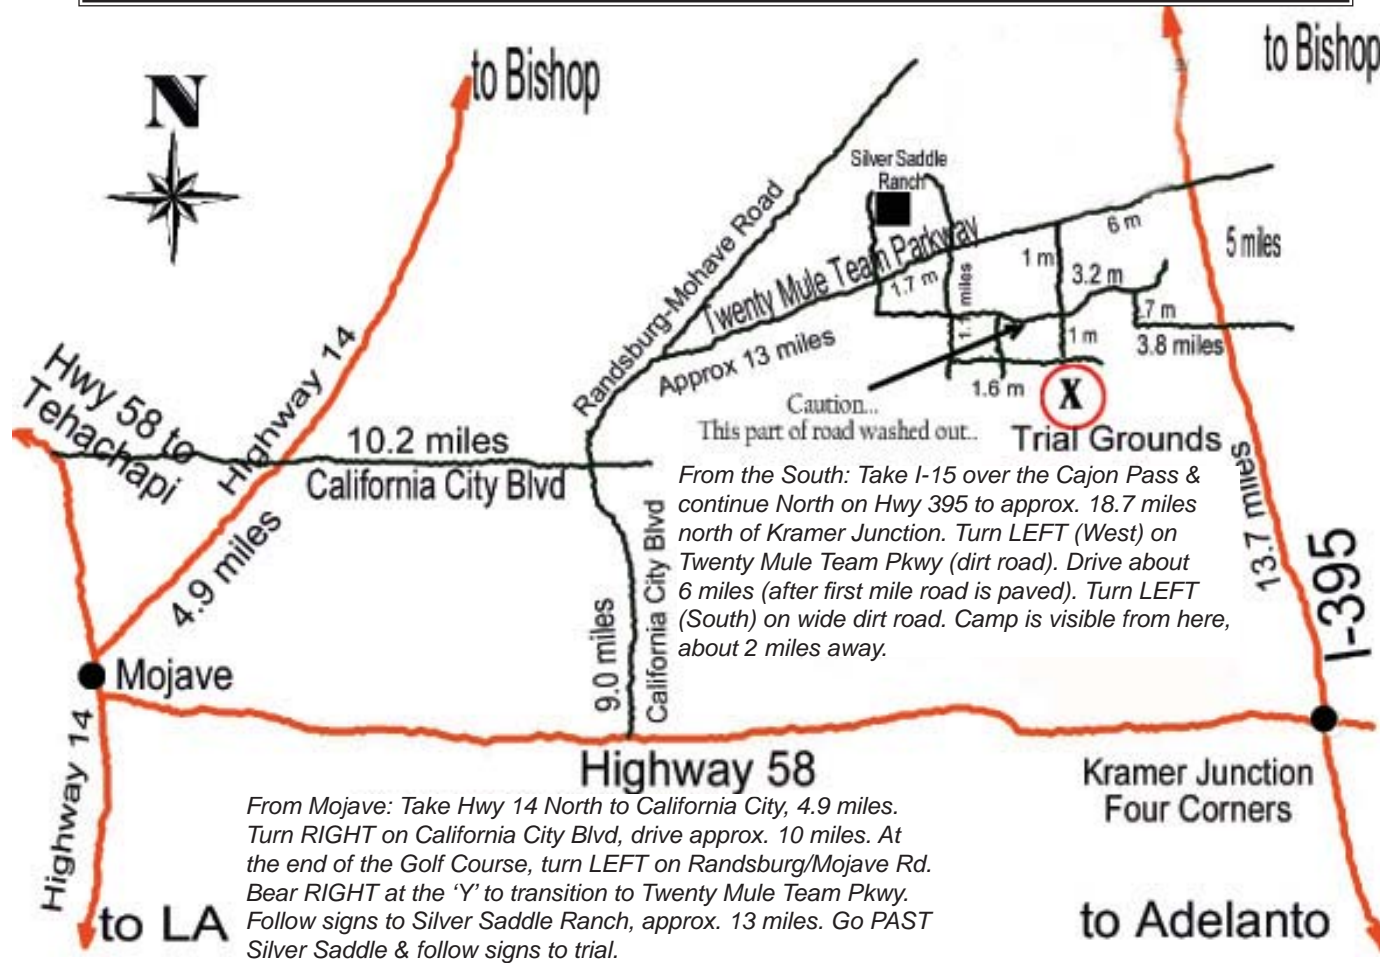 to Bishop
to Bishop
N
Silver Saddle
Ranch
Randsburg-Mohave Road
Twenty Mule Team Parkway
6 m
5 miles
1 m
3.2 m
1.7 m
.7 m
1 m
3.8 miles
Approx 13 miles
1.6 m
X
Caution...
This part of road washed out..
Trial Grounds
Hwy 58 to
Tehachapi
Highway 14
10.2 miles
California City Blvd
4.9 miles
From the South: Take I-15 over the Cajon Pass &
continue North on Hwy 395 to approx. 18.7 miles
north of Kramer Junction. Turn LEFT (West) on
Twenty Mule Team Pkwy (dirt road). Drive about
6 miles (after first mile road is paved). Turn LEFT
(South) on wide dirt road. Camp is visible from here,
about 2 miles away.
13.7 miles
I-395
9.0 miles
California City Blvd
Mojave
Highway 14
Highway 58
Kramer Junction
Four Corners
From Mojave: Take Hwy 14 North to California City, 4.9 miles.
Turn RIGHT on California City Blvd, drive approx. 10 miles. At
the end of the Golf Course, turn LEFT on Randsburg/Mojave Rd.
Bear RIGHT at the ‘Y’ to transition to Twenty Mule Team Pkwy.
Follow signs to Silver Saddle Ranch, approx. 13 miles. Go PAST
Silver Saddle & follow signs to trial.
to LA
to Adelanto